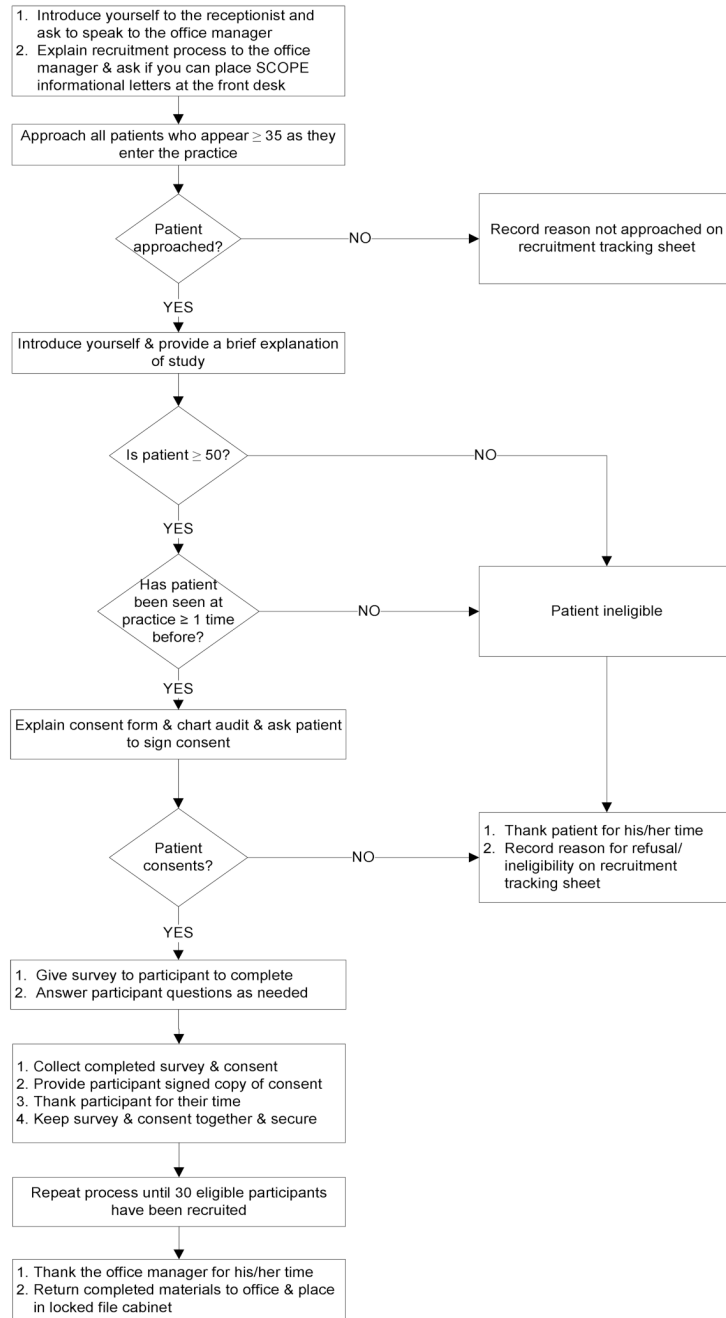 1. Introduce yourself to the receptionist and
ask to speak to the office manager
2. Explain recruitment process to the office
manager & ask if you can place SCOPE
informational letters at the front desk
Approach all patients who appear ≥ 35 as they
enter the practice
Patient
approached?
NO
Record reason not approached on
recruitment tracking sheet
YES
Introduce yourself & provide a brief explanation
of study
Is patient ≥ 50?
NO
YES
Has patient
been seen at
practice ≥ 1 time
before?
NO
Patient ineligible
YES
Explain consent form & chart audit & ask patient
to sign consent
Patient
consents?
NO
1. Thank patient for his/her time
2. Record reason for refusal/
ineligibility on recruitment
tracking sheet
YES
1. Give survey to participant to complete
2. Answer participant questions as needed
1. Collect completed survey & consent
2. Provide participant signed copy of consent
3. Thank participant for their time
4. Keep survey & consent together & secure
Repeat process until 30 eligible participants
have been recruited
1. Thank the office manager for his/her time
2. Return completed materials to office & place
in locked file cabinet